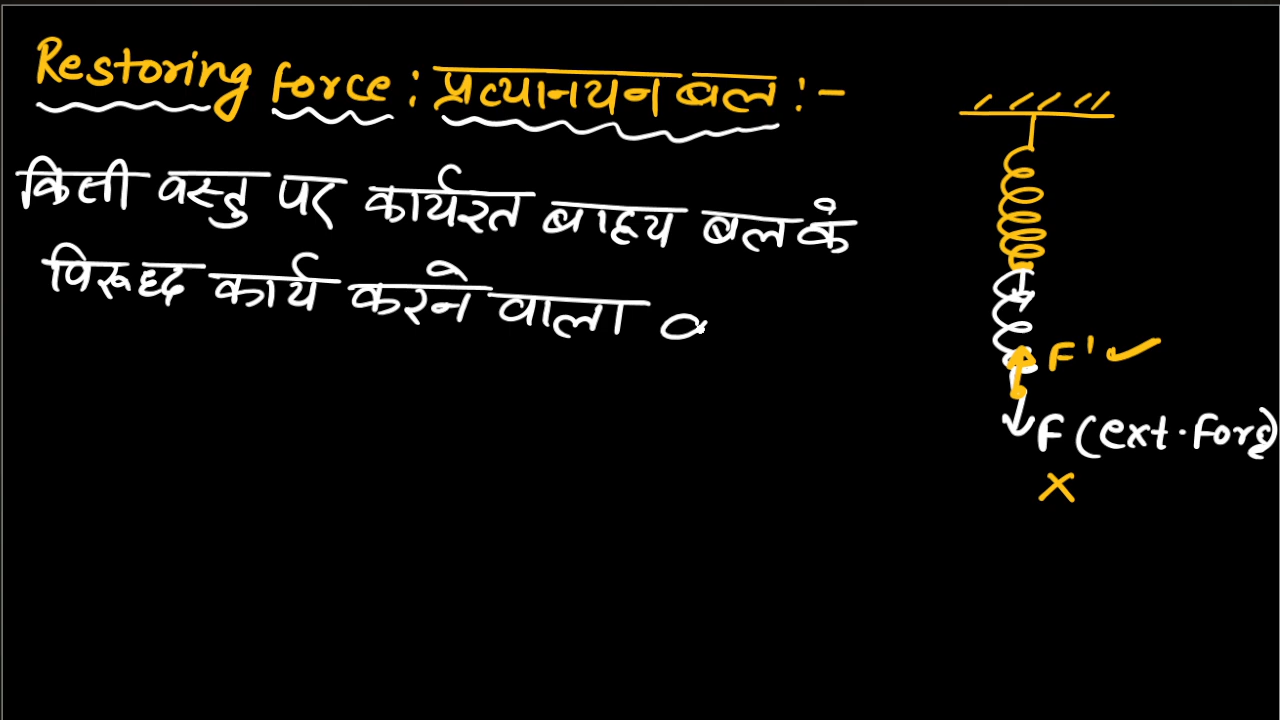 Restoring force : प्रत्यानयन बल :-
किसी वस्तु पर कार्यरत बाह्य बल के
विरूद्ध कार्य करने वाला
F' ✓
F (ext. Force)
×